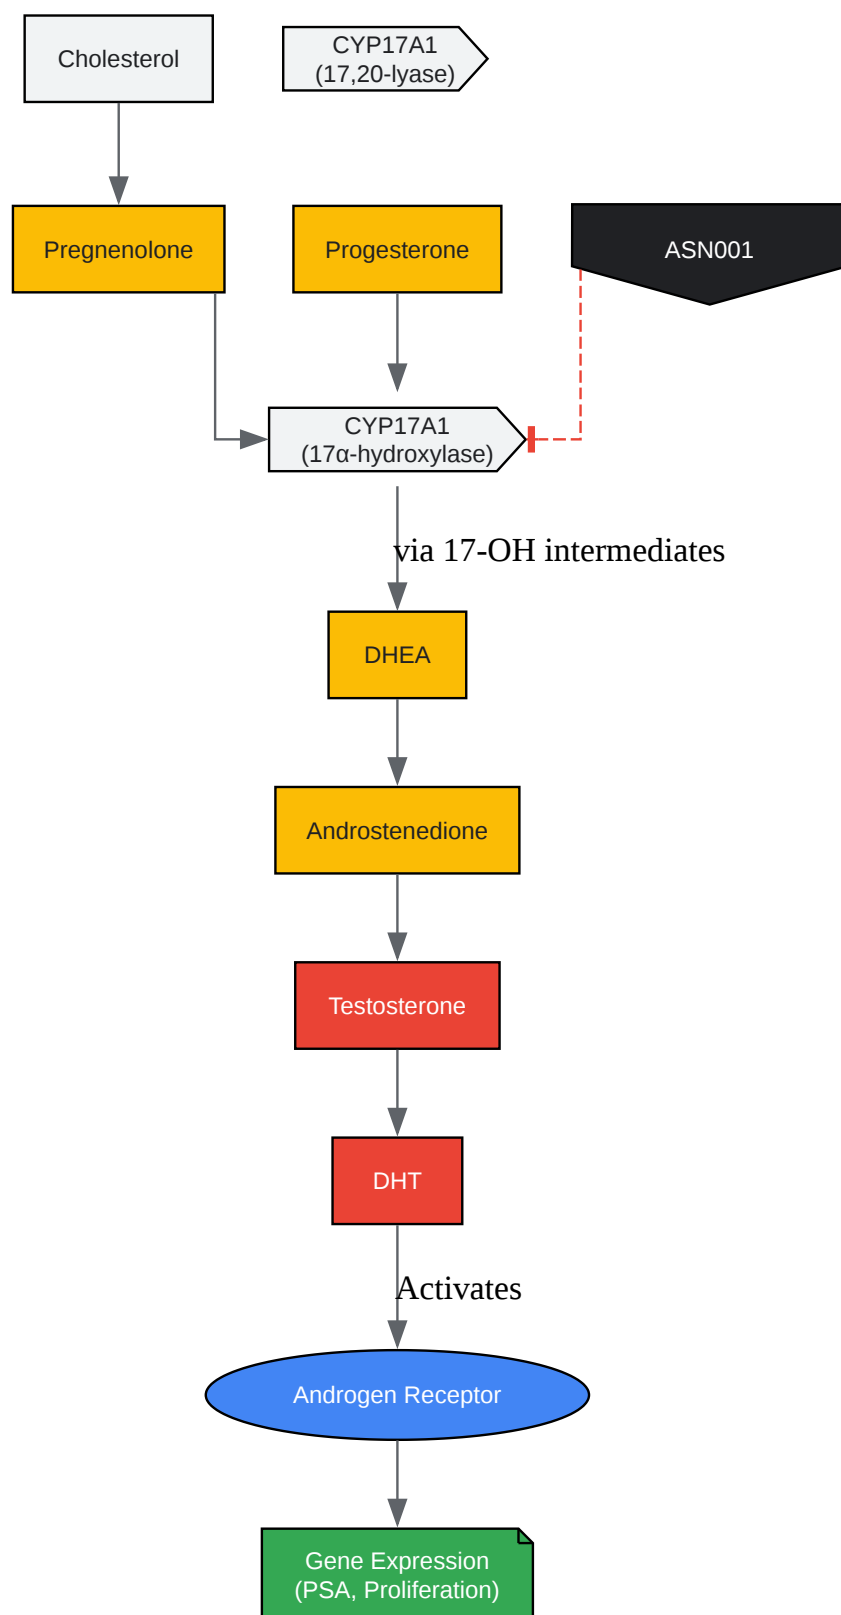 Cholesterol
CYP17A1
(17,20-lyase)
Pregnenolone
Progesterone
ASN001
CYP17A1
(17α-hydroxylase)
via 17-OH intermediates
DHEA
Androstenedione
Testosterone
DHT
Activates
Androgen Receptor
Gene Expression
(PSA, Proliferation)